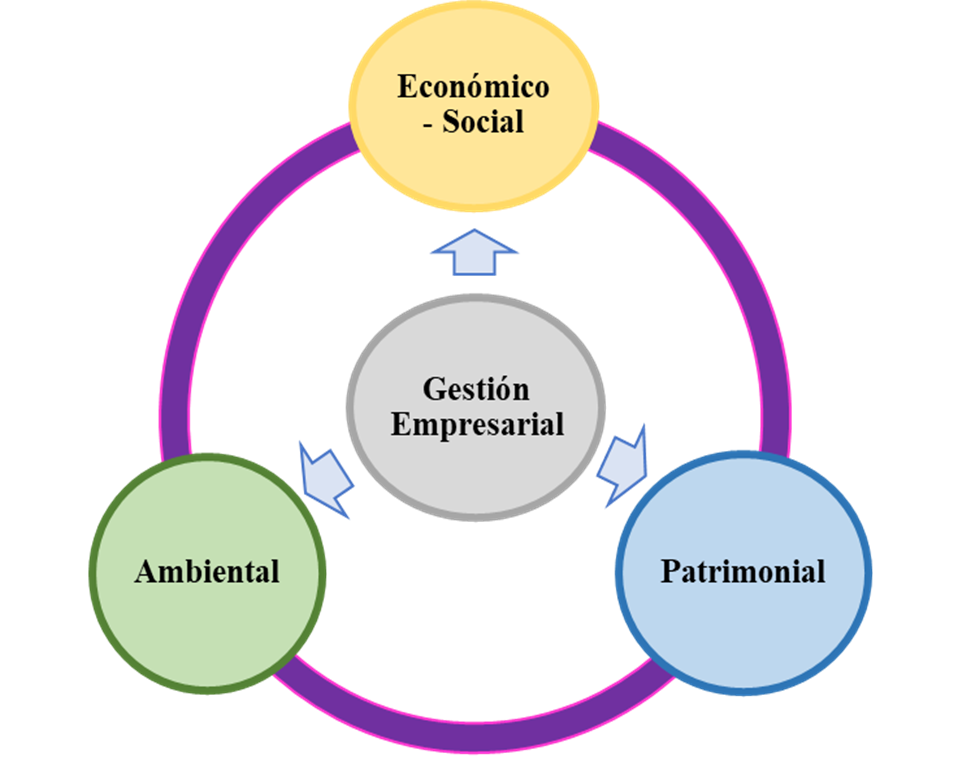 Económico
- Social
Gestión
Empresarial
Ambiental
Patrimonial